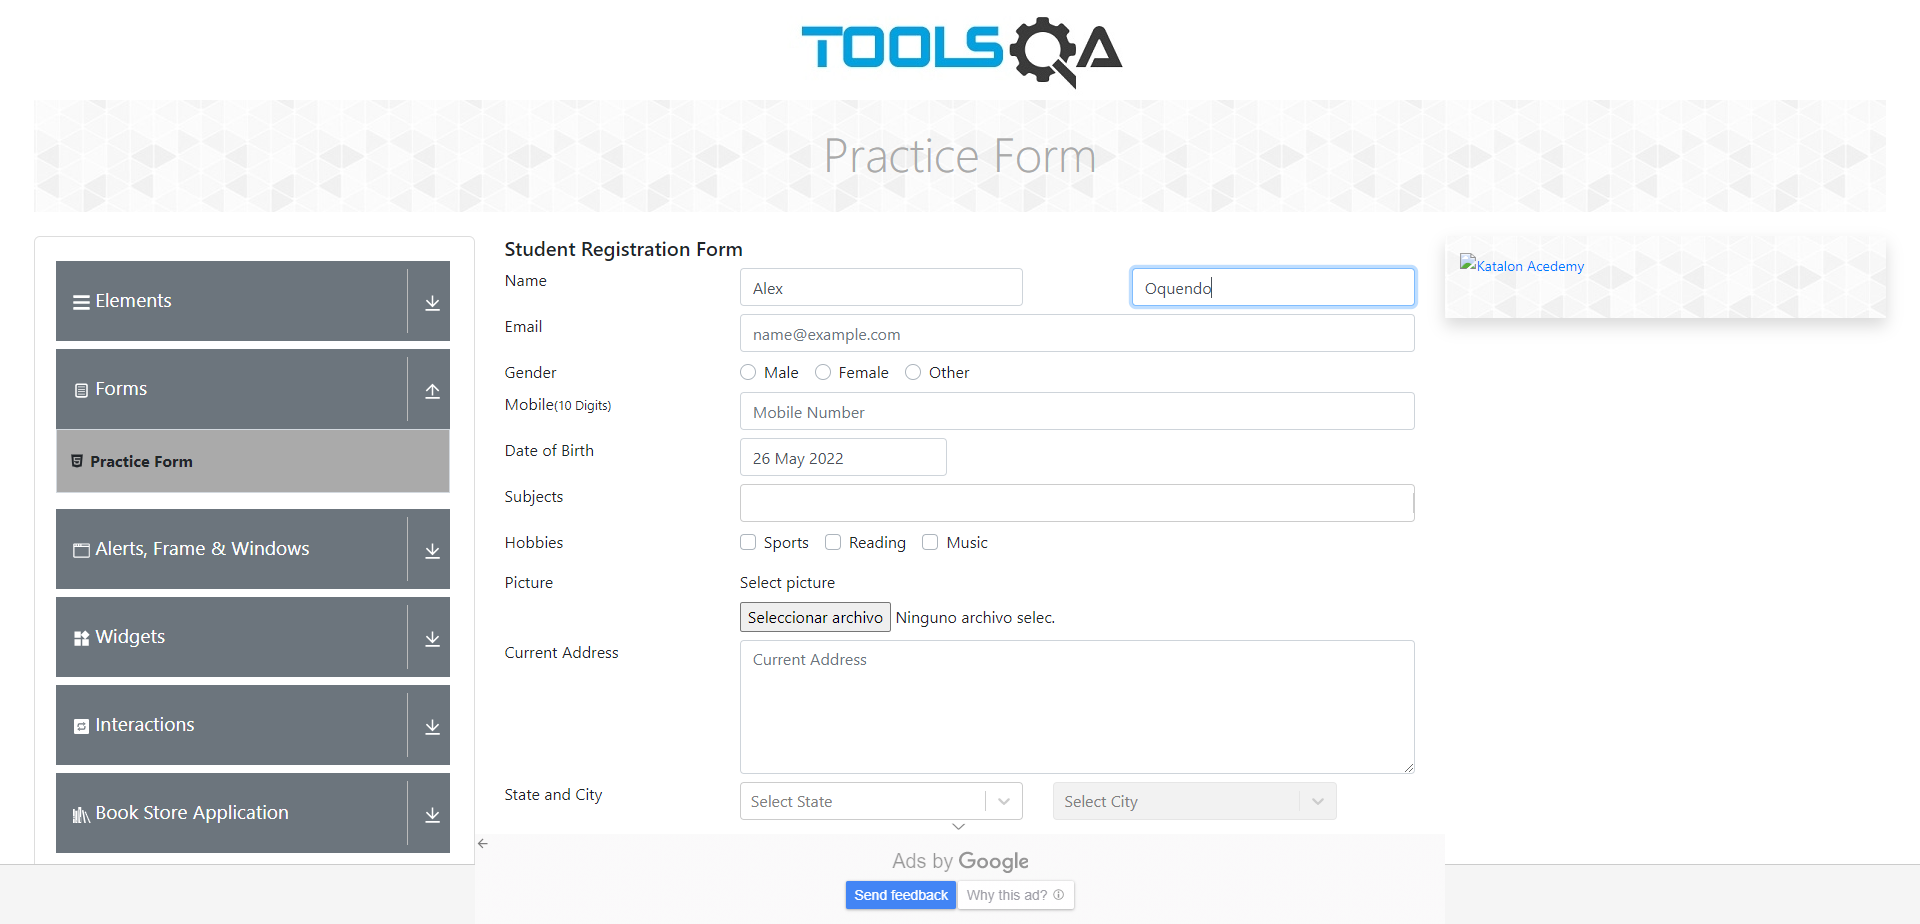 TOOLSQA
Practice Form
Elements
Forms
Practice Form
Alerts, Frame & Windows
Widgets
Interactions
Book Store Application
Student Registration Form
Name
Alex
Oquendo
Email
name@example.com
Gender
Male Female Other
Mobile(10 Digits)
Mobile Number
Date of Birth
26 May 2022
Subjects
Hobbies
Sports Reading Music
Picture
Select picture
Seleccionar archivo Ninguno archivo selec.
Current Address
Current Address
State and City
Select State
Select City
Ads by Google
Send feedback
Why this ad?
Katalon Acedemy